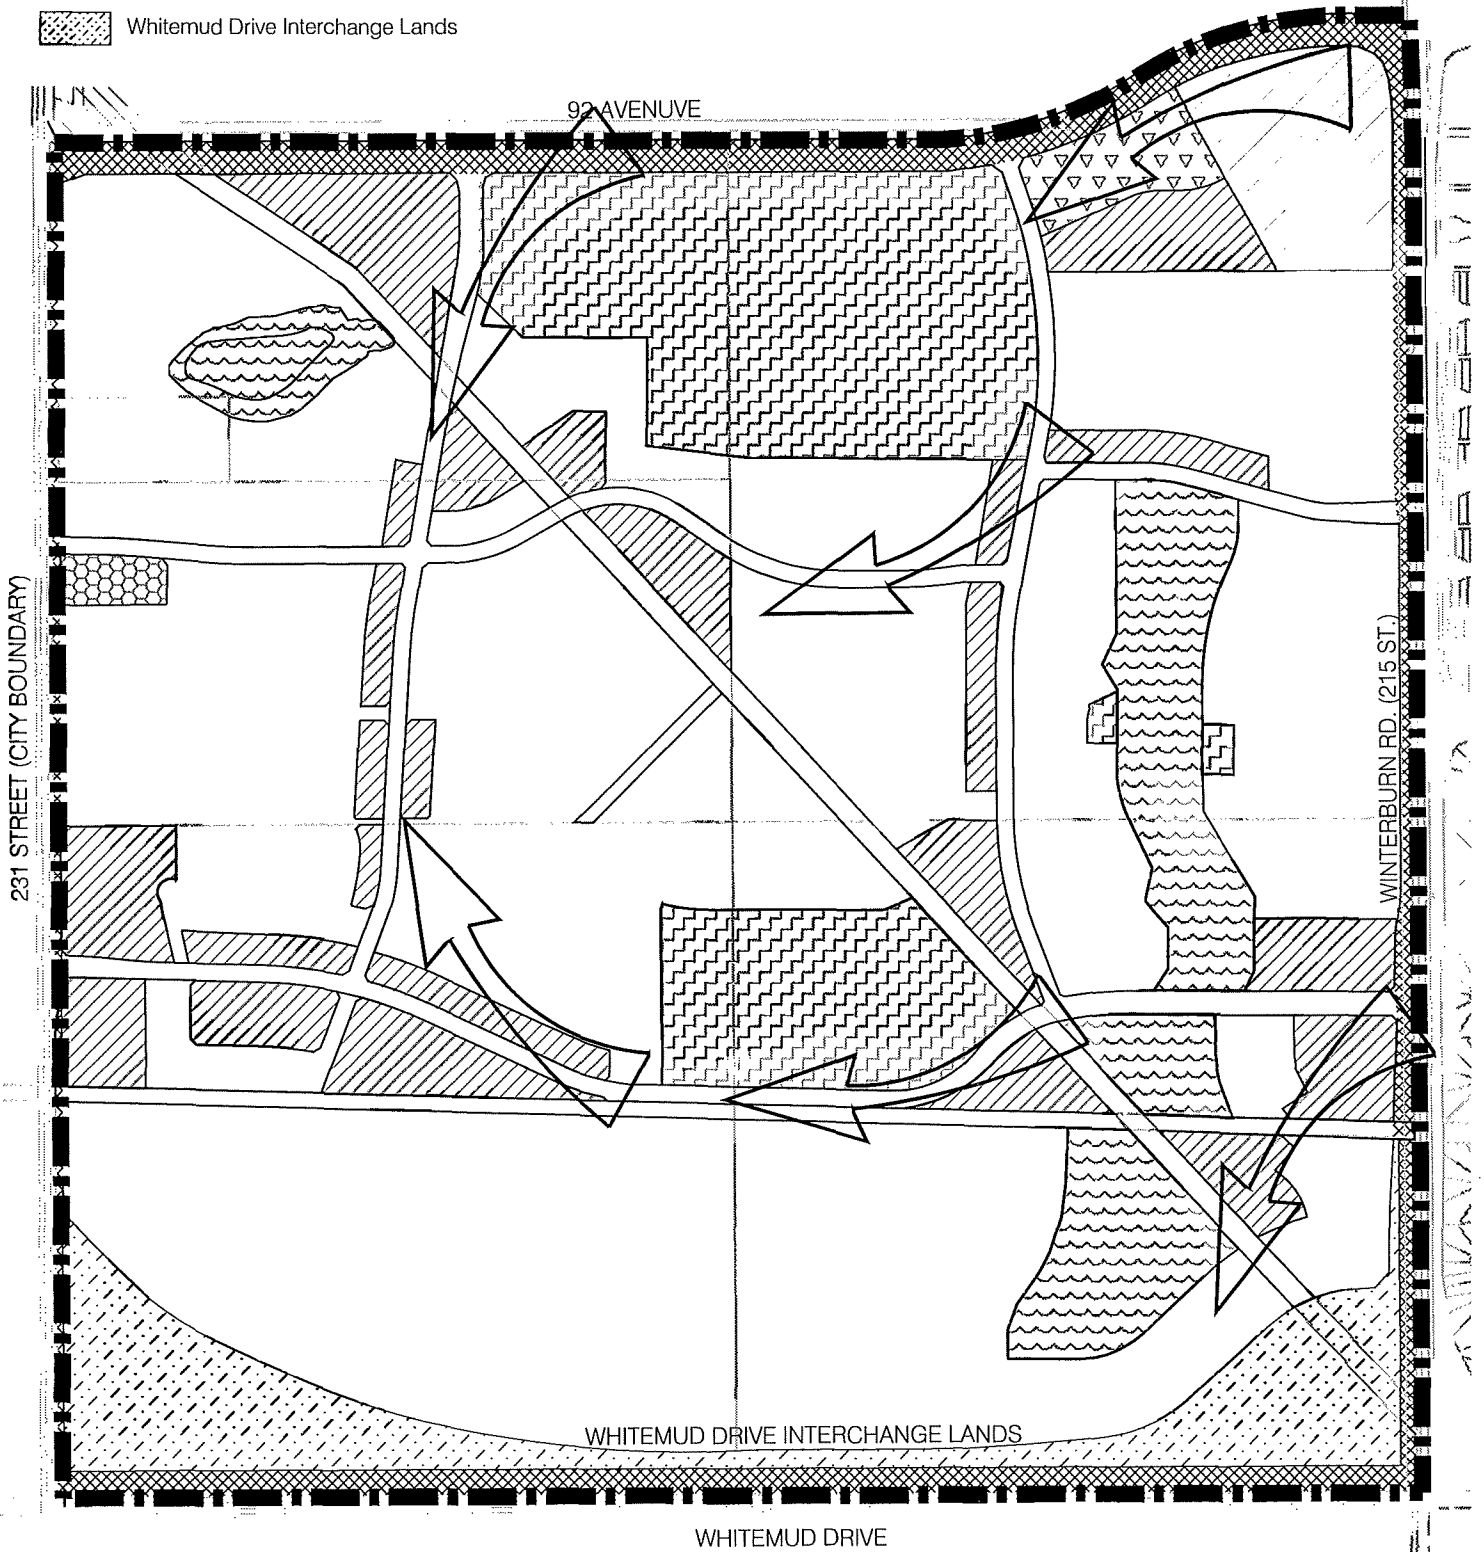 Whitemud Drive Interchange Lands
92 AVENUVE
231 STREET (CITY BOUNDARY)
WINTERBURN RD. (215 ST.)
WHITEMUD DRIVE INTERCHANGE LANDS
WHITEMUD DRIVE